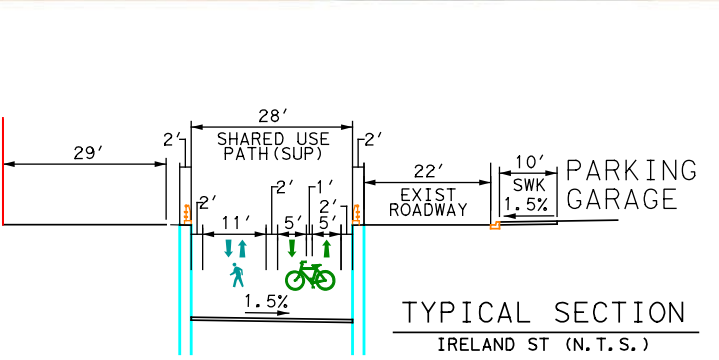 28'
2' SHARED USE 2'
PATH(SUP)
29' 22' 10' PARKING
EXIST SWK GARAGE
ROADWAY 1.5%
2' 11' 2' 5' 1' 2' 5'
1.5%
TYPICAL SECTION
IRELAND ST (N.T.S.)